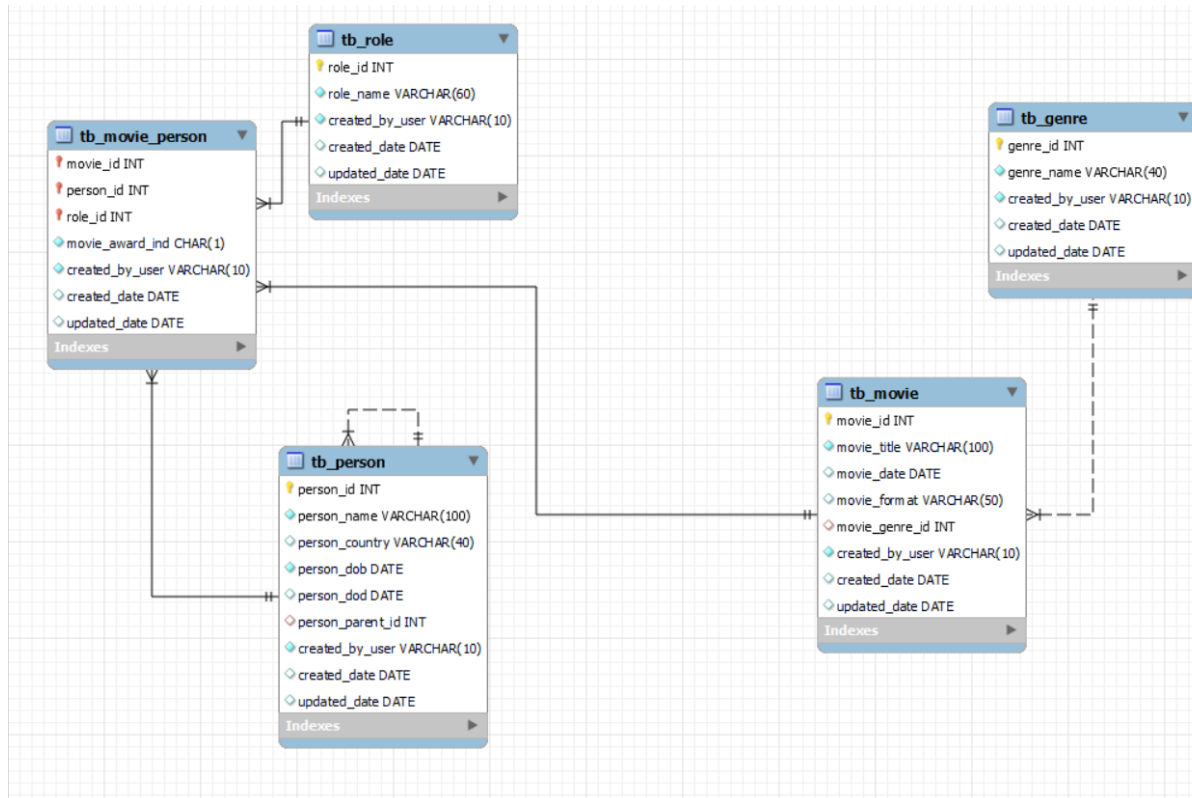 tb_role
role_id INT
role_name VARCHAR(60)
created_by_user VARCHAR(10)
created_date DATE
updated_date DATE
Indexes
tb_movie_person
movie_id INT
person_id INT
role_id INT
movie_award_ind CHAR(1)
created_by_user VARCHAR(10)
created_date DATE
updated_date DATE
Indexes
tb_genre
genre_id INT
genre_name VARCHAR(40)
created_by_user VARCHAR(10)
created_date DATE
updated_date DATE
Indexes
tb_person
person_id INT
person_name VARCHAR(100)
person_country VARCHAR(40)
person_dob DATE
person_dod DATE
person_parent_id INT
created_by_user VARCHAR(10)
created_date DATE
updated_date DATE
Indexes
tb_movie
movie_id INT
movie_title VARCHAR(100)
movie_date DATE
movie_format VARCHAR(50)
movie_genre_id INT
created_by_user VARCHAR(10)
created_date DATE
updated_date DATE
Indexes